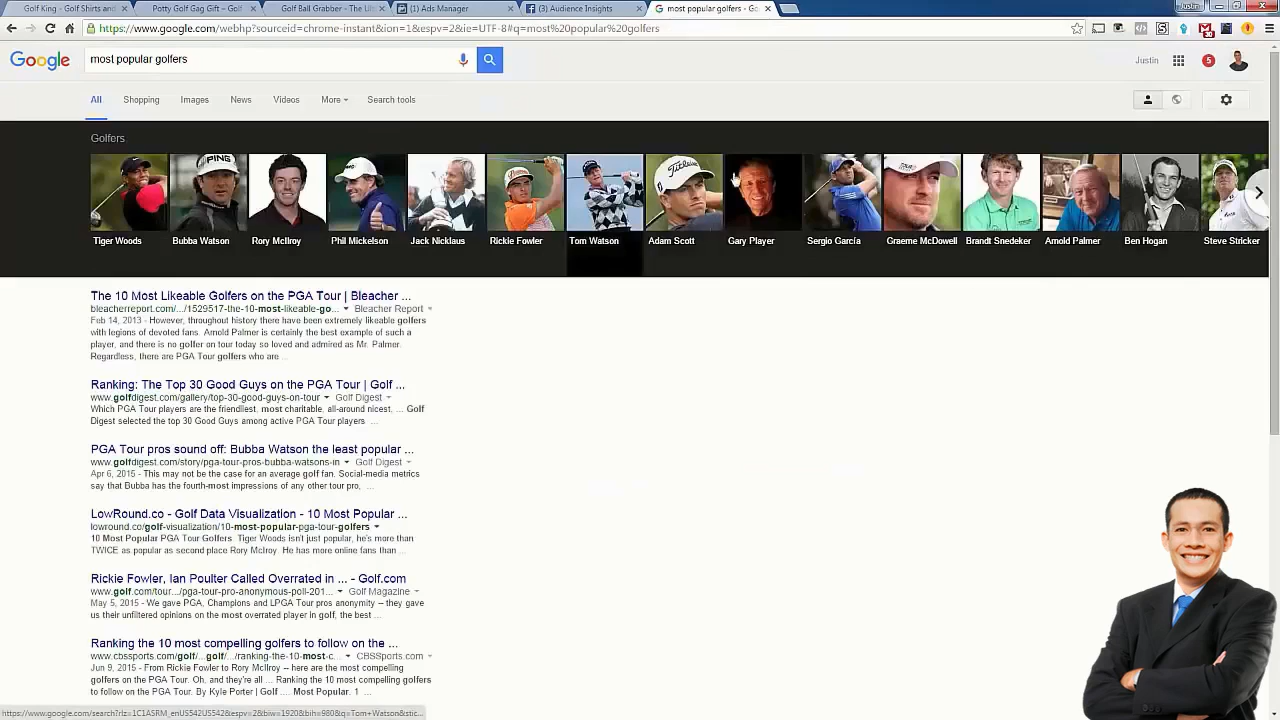 Golf King - Golf Shirts and
Potty Golf Gag Gift – Golf
Golf Ball Grabber - The Ul
(1) Ads Manager
(3) Audience Insights
most popular golfers - Go
Justin
https://www.google.com/webhp?sourceid=chrome-instant&ion=1&espv=2&ie=UTF-8#q=most%20popular%20golfers
Google
most popular golfers
Justin
5
All
Shopping
Images
News
Videos
More
Search tools
Golfers
PING
Titleist
Tiger Woods
Bubba Watson
Rory McIlroy
Phil Mickelson
Jack Nicklaus
Rickie Fowler
Tom Watson
Adam Scott
Gary Player
Sergio García
Graeme McDowell
Brandt Snedeker
Arnold Palmer
Ben Hogan
Steve Stricker
The 10 Most Likeable Golfers on the PGA Tour | Bleacher ...
bleacherreport.com/.../1529517-the-10-most-likeable-go... Bleacher Report
Feb 14, 2013 - However, throughout history there have been extremely likeable golfers
with legions of devoted fans. Arnold Palmer is certainly the best example of such a
player, and there is no golfer on tour today so loved and admired as Mr. Palmer.
Regardless, there are PGA Tour golfers who are ...
Ranking: The Top 30 Good Guys on the PGA Tour | Golf ...
www.golfdigest.com/gallery/top-30-good-guys-on-tour Golf Digest
Which PGA Tour players are the friendliest, most charitable, all-around nicest, ... Golf
Digest selected the top 30 Good Guys among active PGA Tour players ...
PGA Tour pros sound off: Bubba Watson the least popular ...
www.golfdigest.com/story/pga-tour-pros-bubba-watsons-in Golf Digest
Apr 6, 2015 - This may not be the case for an average golf fan. Social-media metrics
say that Bubba has the fourth-most impressions of any other tour pro, ...
LowRound.co - Golf Data Visualization - 10 Most Popular ...
lowround.co/golf-visualization/10-most-popular-pga-tour-golfers
10 Most Popular PGA Tour Golfers. Tiger Woods isn't just popular, he's more than
TWICE as popular as second place Rory McIlroy. He has more online fans than ...
Rickie Fowler, Ian Poulter Called Overrated in ... - Golf.com
www.golf.com/tour.../pga-tour-pro-anonymous-poll-201... Golf Magazine
May 5, 2015 - We gave PGA, Champions and LPGA Tour pros anonymity -- they gave
us their unfiltered opinions on the most overrated player in golf, the best ...
Ranking the 10 most compelling golfers to follow on the ...
www.cbssports.com/golf/...golf/.../ranking-the-10-most-c... CBSSports.com
Jun 9, 2015 - From Rickie Fowler to Rory McIlroy -- here are the most compelling
golfers on the PGA Tour. Oh, and they're all ... Ranking the 10 most compelling golfers
to follow on the PGA Tour. By Kyle Porter | Golf .... Most Popular. 1 ...
https://www.google.com/search?rlz=1C1ASRM_enUS542US542&espv=2&biw=1920&bih=980&q=Tom+Watson&stic...